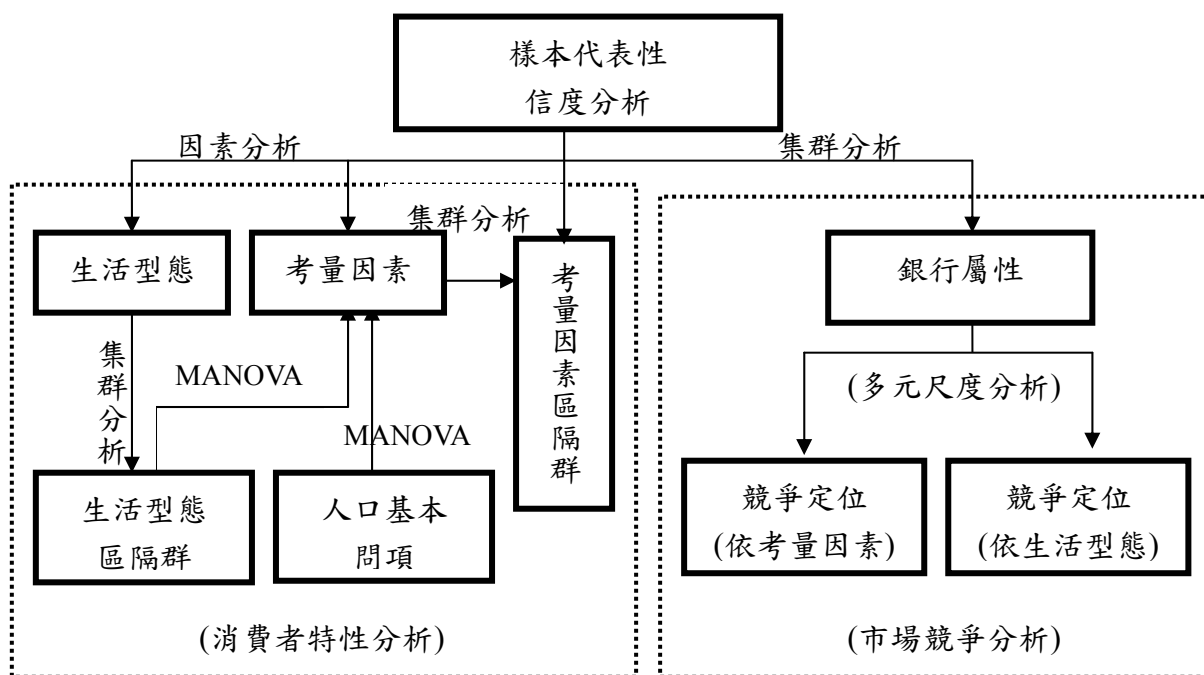 樣本代表性
信度分析
因素分析
集群分析
集群分析
生活型態
考量因素
考量因素區隔群
銀行屬性
集群分析
MANOVA
MANOVA
(多元尺度分析)
生活型態
區隔群
人口基本
問項
競爭定位
(依考量因素)
競爭定位
(依生活型態)
(消費者特性分析)
(市場競爭分析)